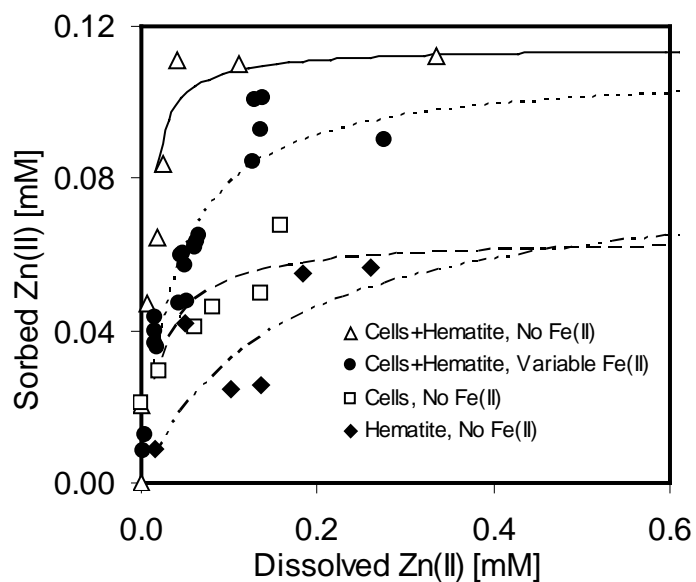 0.12
0.08
0.04
0.00
Sorbed Zn(II) [mM]
Cells+Hematite, No Fe(II)
Cells+Hematite, Variable Fe(II)
Cells, No Fe(II)
Hematite, No Fe(II)
0.0 0.2 0.4 0.6
Dissolved Zn(II) [mM]